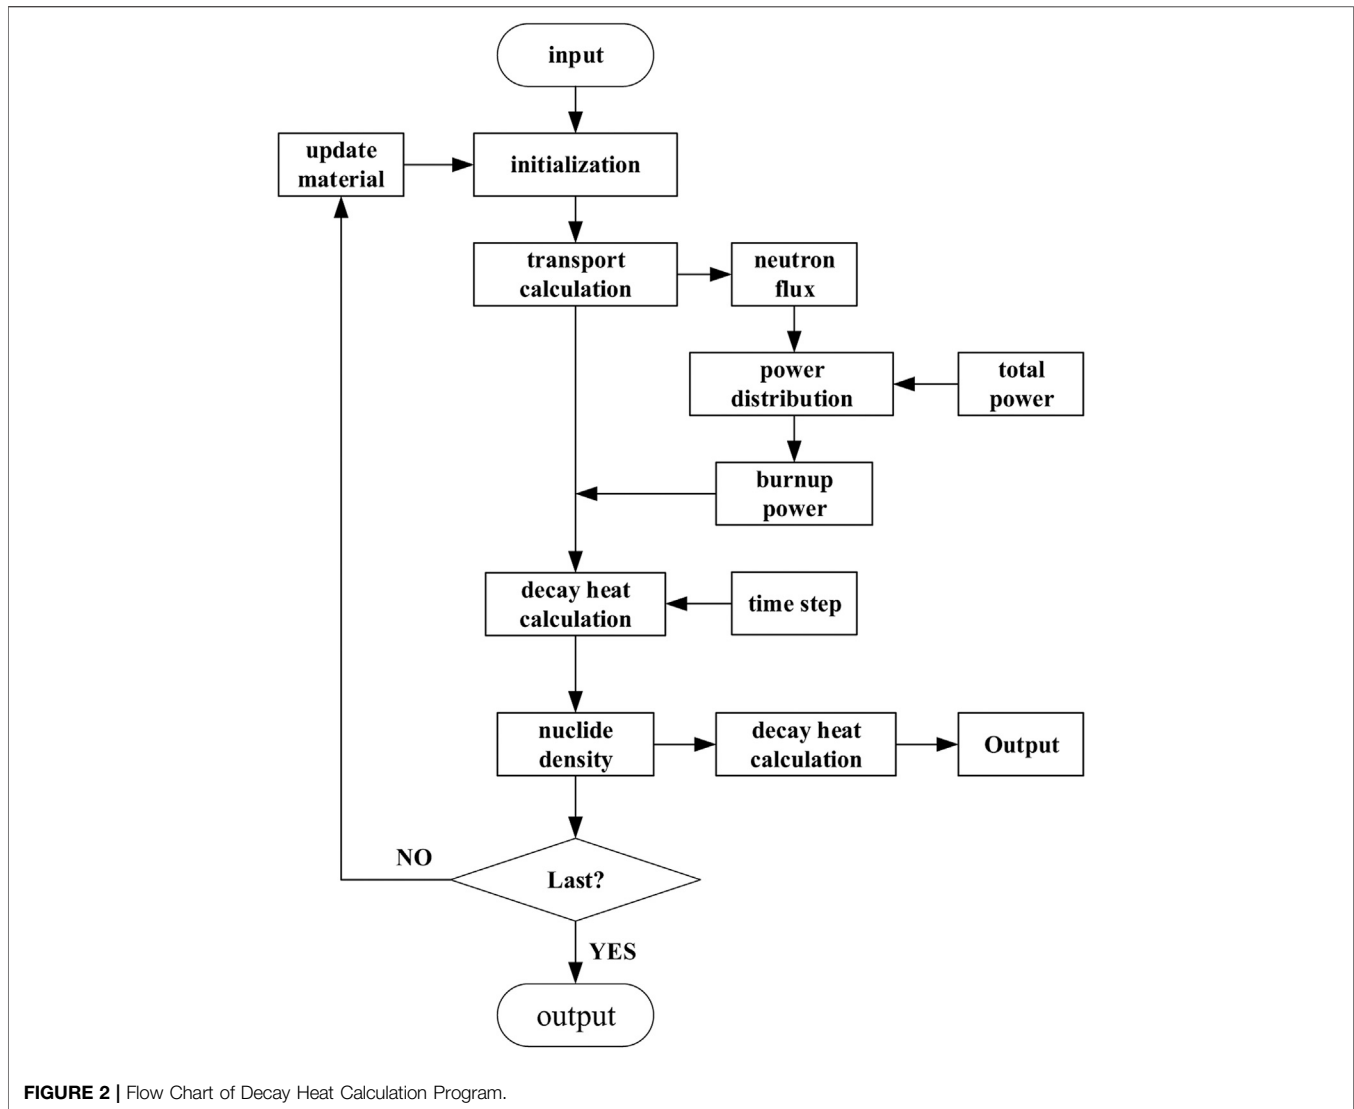 input
update
material
initialization
transport
calculation
neutron
flux
power
distribution
total
power
burnup
power
decay heat
calculation
time step
nuclide
density
decay heat
calculation
Output
NO
Last?
YES
output
FIGURE 2 | Flow Chart of Decay Heat Calculation Program.